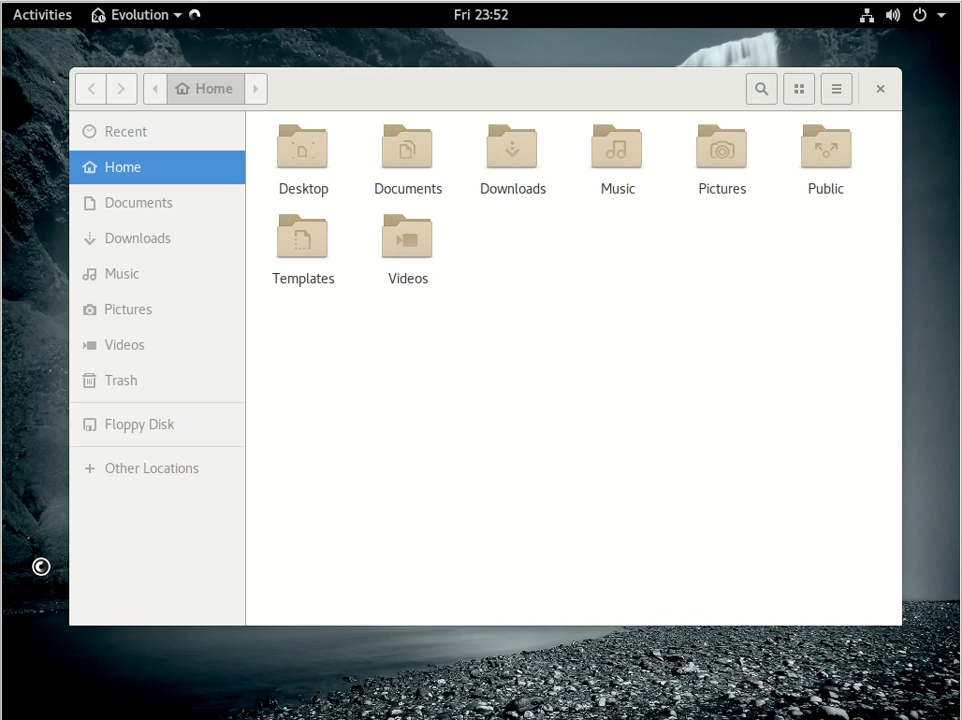 Activities Evolution Fri 23:52
Home
Recent
Home
Documents
Downloads
Music
Pictures
Videos
Trash
Floppy Disk
Other Locations
Desktop Documents Downloads Music Pictures Public
Templates Videos